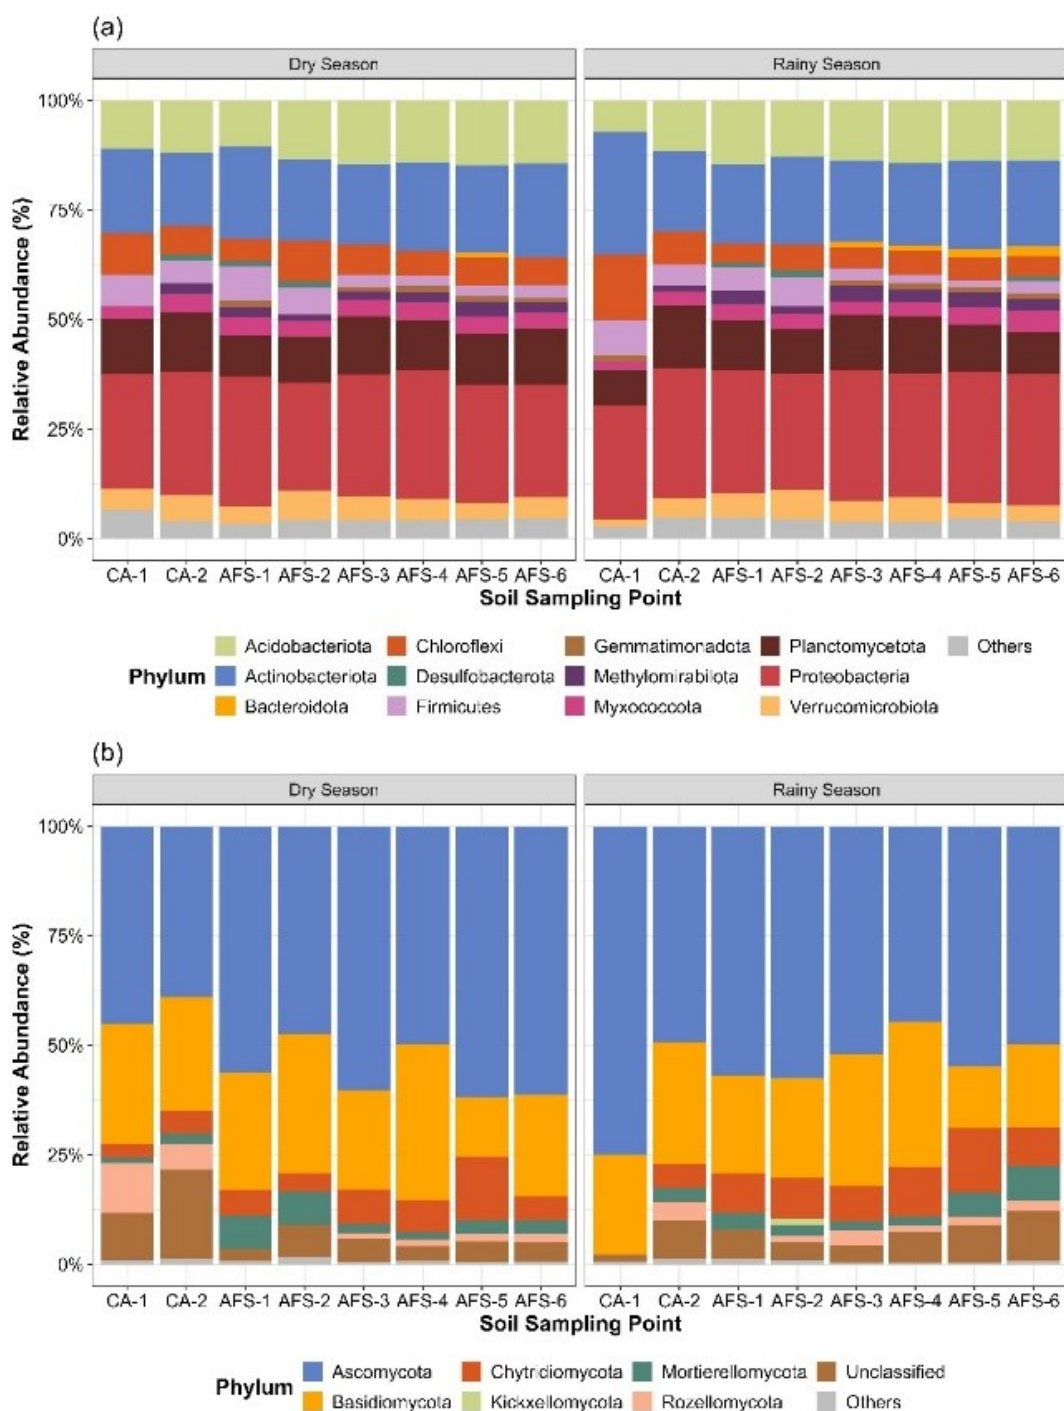 (a)
Dry Season
Rainy Season
100%
75%
50%
25%
0%
Relative Abundance (%)
CA-1 CA-2 AFS-1 AFS-2 AFS-3 AFS-4 AFS-5 AFS-6
CA-1 CA-2 AFS-1 AFS-2 AFS-3 AFS-4 AFS-5 AFS-6
Soil Sampling Point
Phylum
Acidobacteriota Chloroflexi Gemmatimonadota Planctomycetota Others
Actinobacteriota Desulfobacterota Methylomirabilota Proteobacteria
Bacteroidota Firmicutes Myxococcota Verrucomicrobiota
(b)
Dry Season
Rainy Season
100%
75%
50%
25%
0%
Relative Abundance (%)
CA-1 CA-2 AFS-1 AFS-2 AFS-3 AFS-4 AFS-5 AFS-6
CA-1 CA-2 AFS-1 AFS-2 AFS-3 AFS-4 AFS-5 AFS-6
Soil Sampling Point
Phylum
Ascomycota Chytridiomycota Mortierellomycota Unclassified
Basidiomycota Kickxellomycota Rozellomycota Others